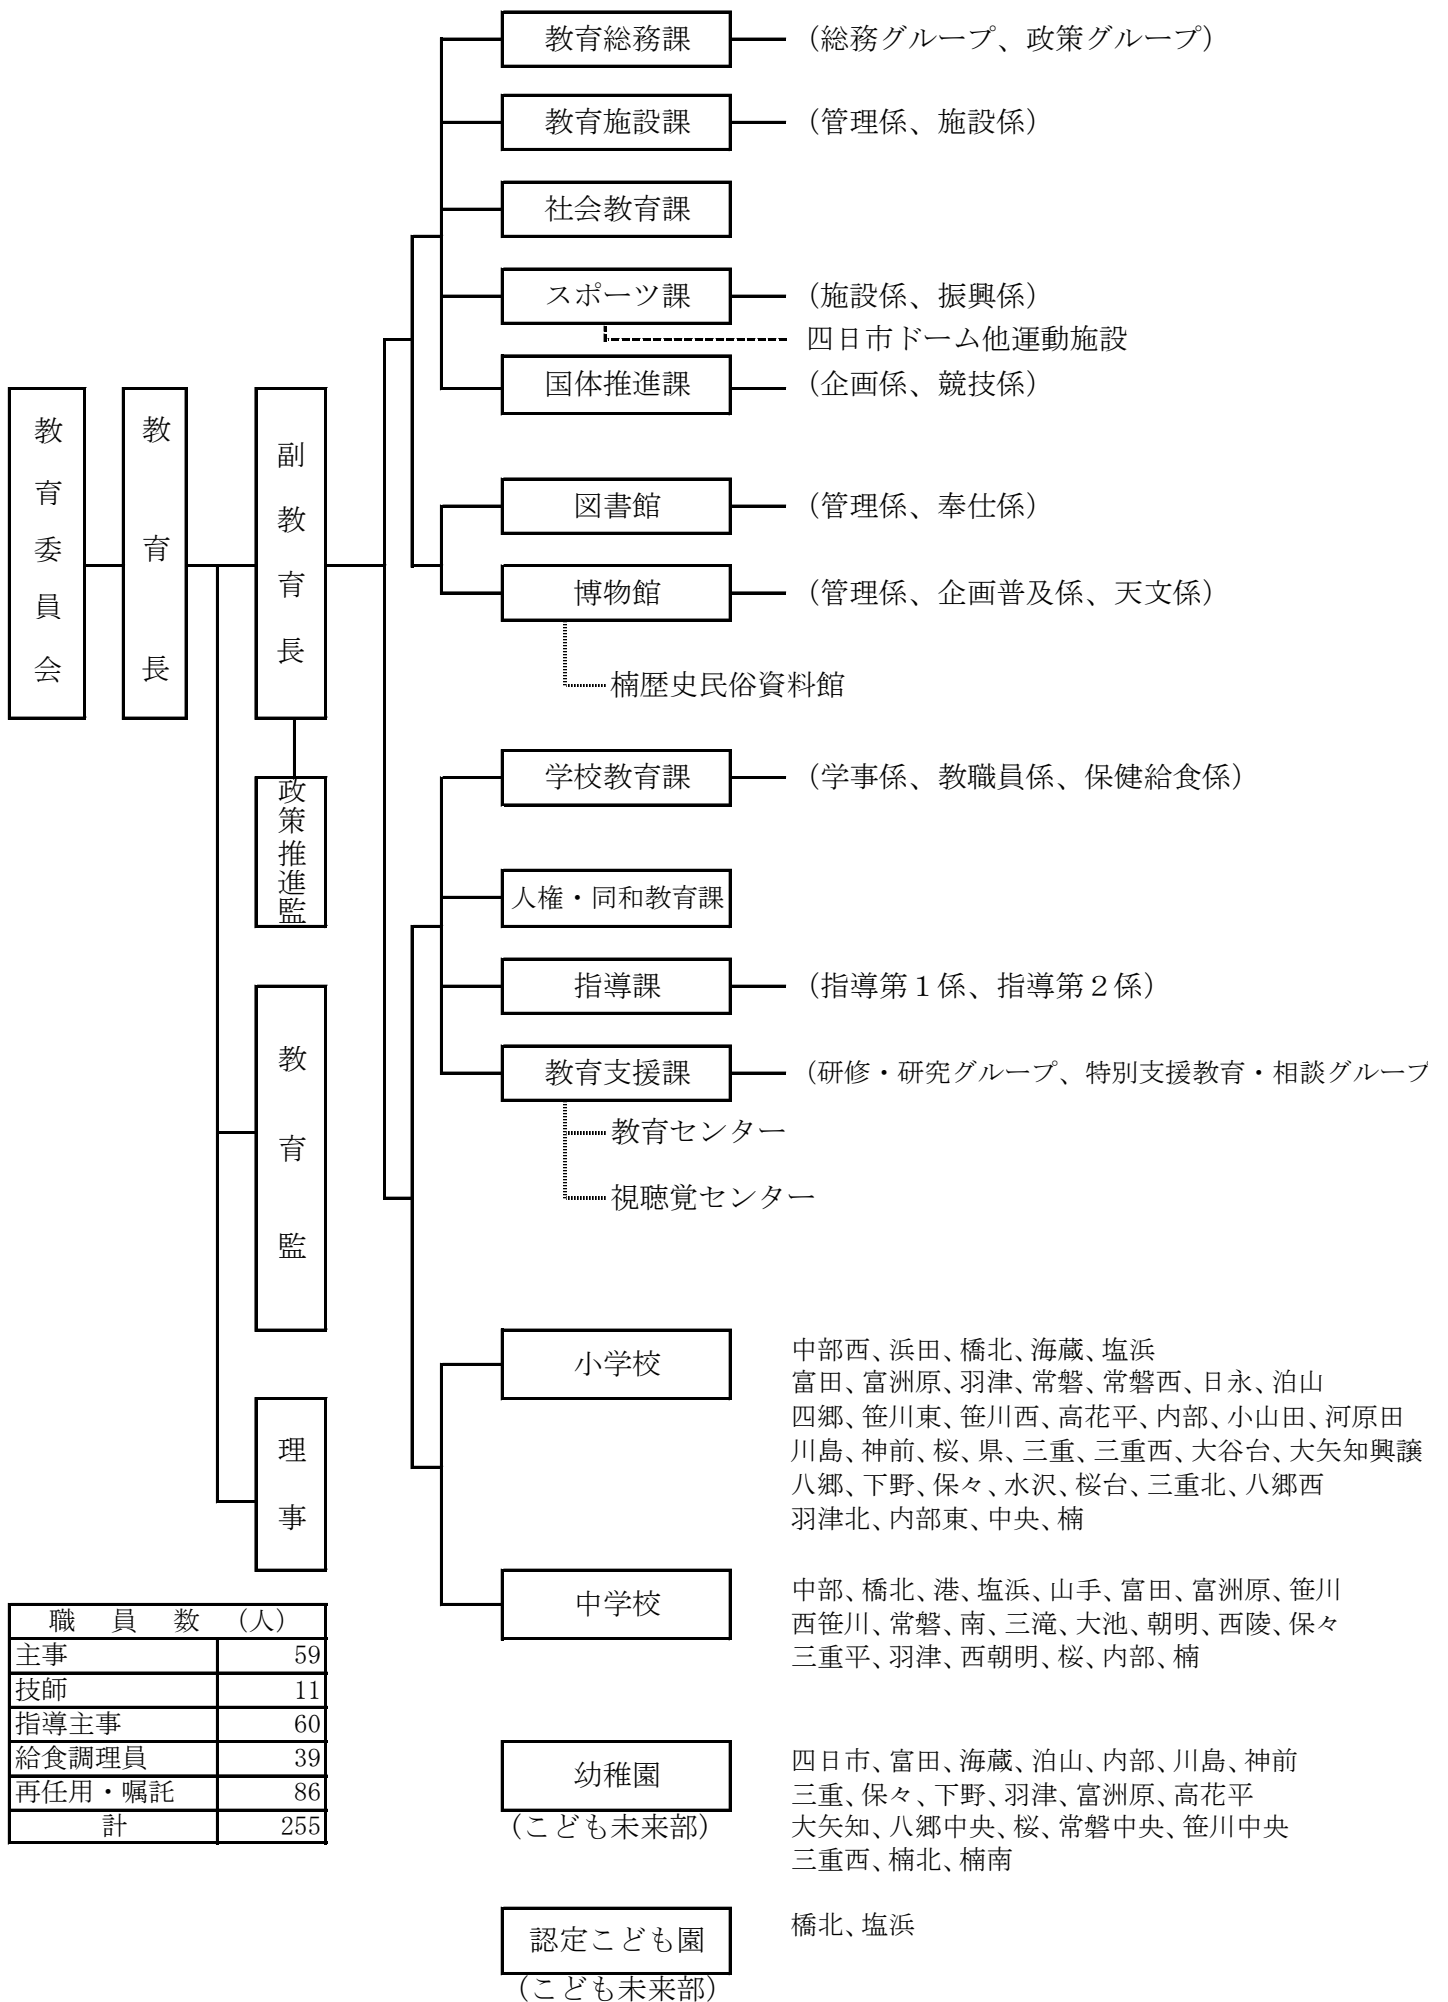 教育総務課 （総務グループ、政策グループ）
教育施設課 （管理係、施設係）
社会教育課
スポーツ課 （施設係、振興係）
四日市ドーム他運動施設
国体推進課 （企画係、競技係）
教育委員会
教育長
副教育長
図書館 （管理係、奉仕係）
博物館 （管理係、企画普及係、天文係）
楠歴史民俗資料館
政策推進監
学校教育課 （学事係、教職員係、保健給食係）
人権・同和教育課
指導課 （指導第１係、指導第２係）
教育支援課 （研修・研究グループ、特別支援教育・相談グループ
教育センター
視聴覚センター
教育監
理事
小学校
中部西、浜田、橋北、海蔵、塩浜
富田、富洲原、羽津、常磐、常磐西、日永、泊山
四郷、笹川東、笹川西、高花平、内部、小山田、河原田
川島、神前、桜、県、三重、三重西、大谷台、大矢知興譲
八郷、下野、保々、水沢、桜台、三重北、八郷西
羽津北、内部東、中央、楠
中学校
中部、橋北、港、塩浜、山手、富田、富洲原、笹川
西笹川、常磐、南、三滝、大池、朝明、西陵、保々
三重平、羽津、西朝明、桜、内部、楠
職員数（人）
主事 59
技師 11
指導主事 60
給食調理員 39
再任用・嘱託 86
計 255
幼稚園
（こども未来部）
四日市、富田、海蔵、泊山、内部、川島、神前
三重、保々、下野、羽津、富洲原、高花平
大矢知、八郷中央、桜、常磐中央、笹川中央
三重西、楠北、楠南
認定こども園
（こども未来部）
橋北、塩浜